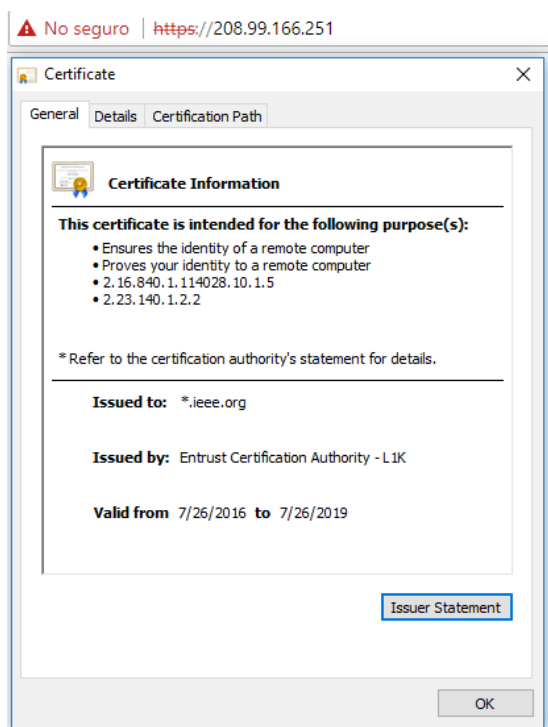 No seguro | https://208.99.166.251
Certificate
General Details Certification Path
Certificate Information
This certificate is intended for the following purpose(s):
• Ensures the identity of a remote computer
• Proves your identity to a remote computer
• 2.16.840.1.114028.10.1.5
• 2.23.140.1.2.2
* Refer to the certification authority's statement for details.
Issued to: *.ieee.org
Issued by: Entrust Certification Authority - L1K
Valid from 7/26/2016 to 7/26/2019
Issuer Statement
OK